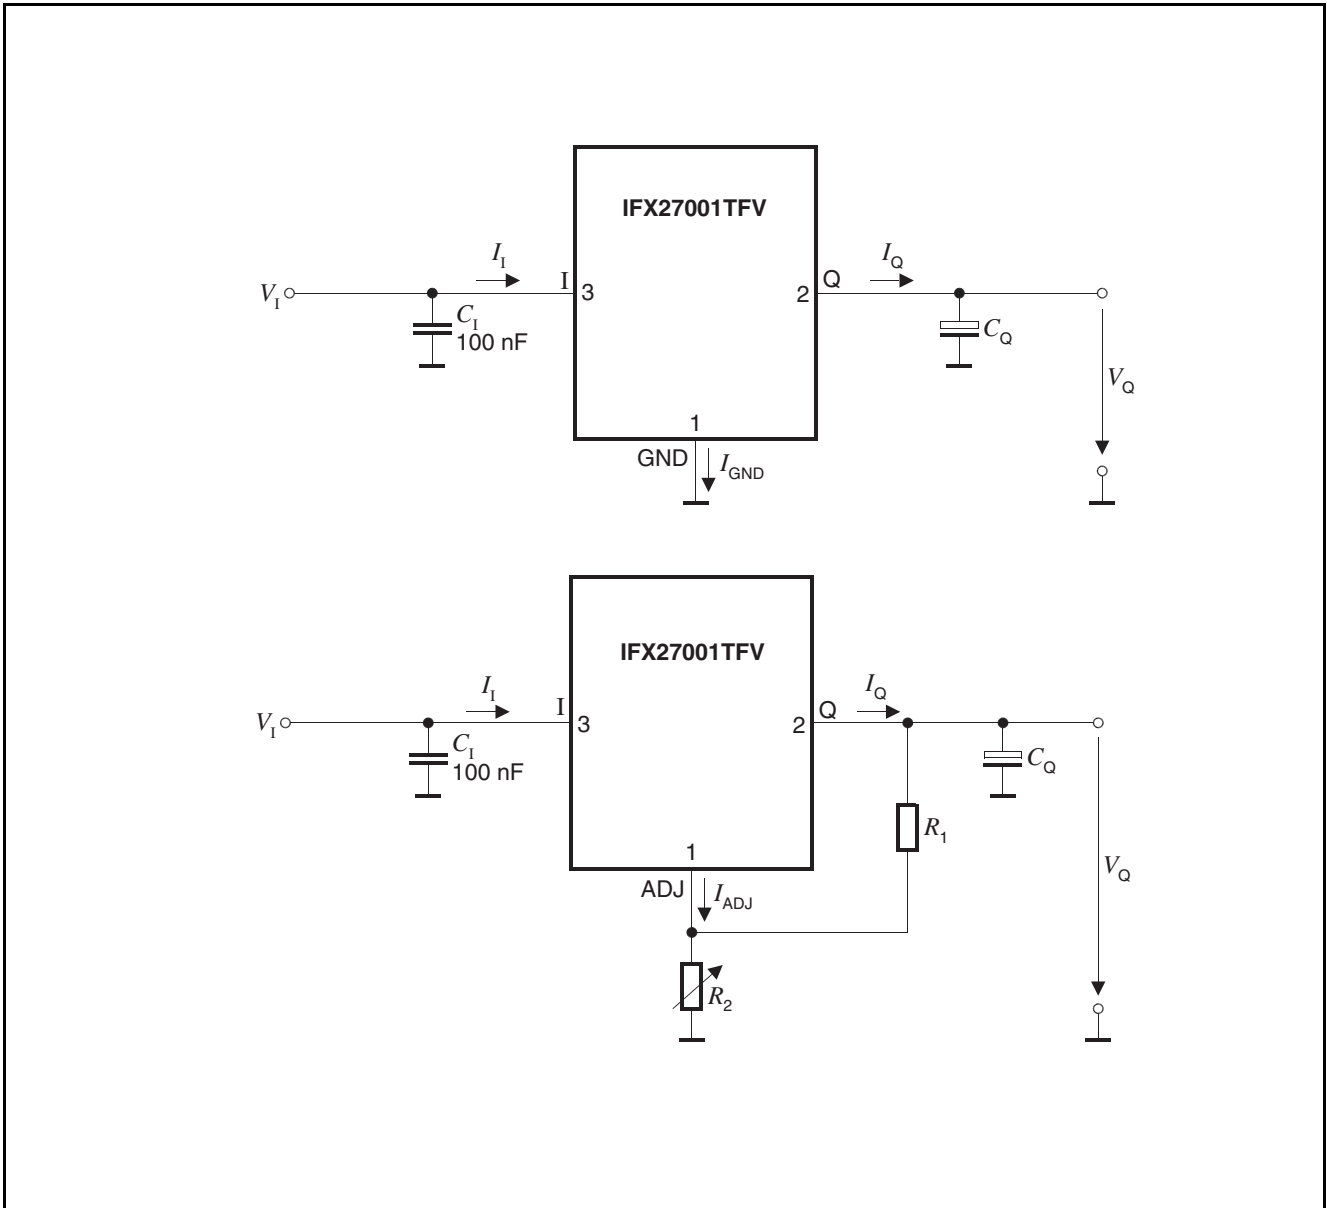 IFX27001TFV
I_I
I
I_Q
Q
V_I
3
2
C_I
100 nF
C_Q
V_Q
1
GND
I_GND
IFX27001TFV
I_I
I
I_Q
Q
V_I
3
2
C_I
100 nF
C_Q
R_1
1
V_Q
ADJ
I_ADJ
R_2